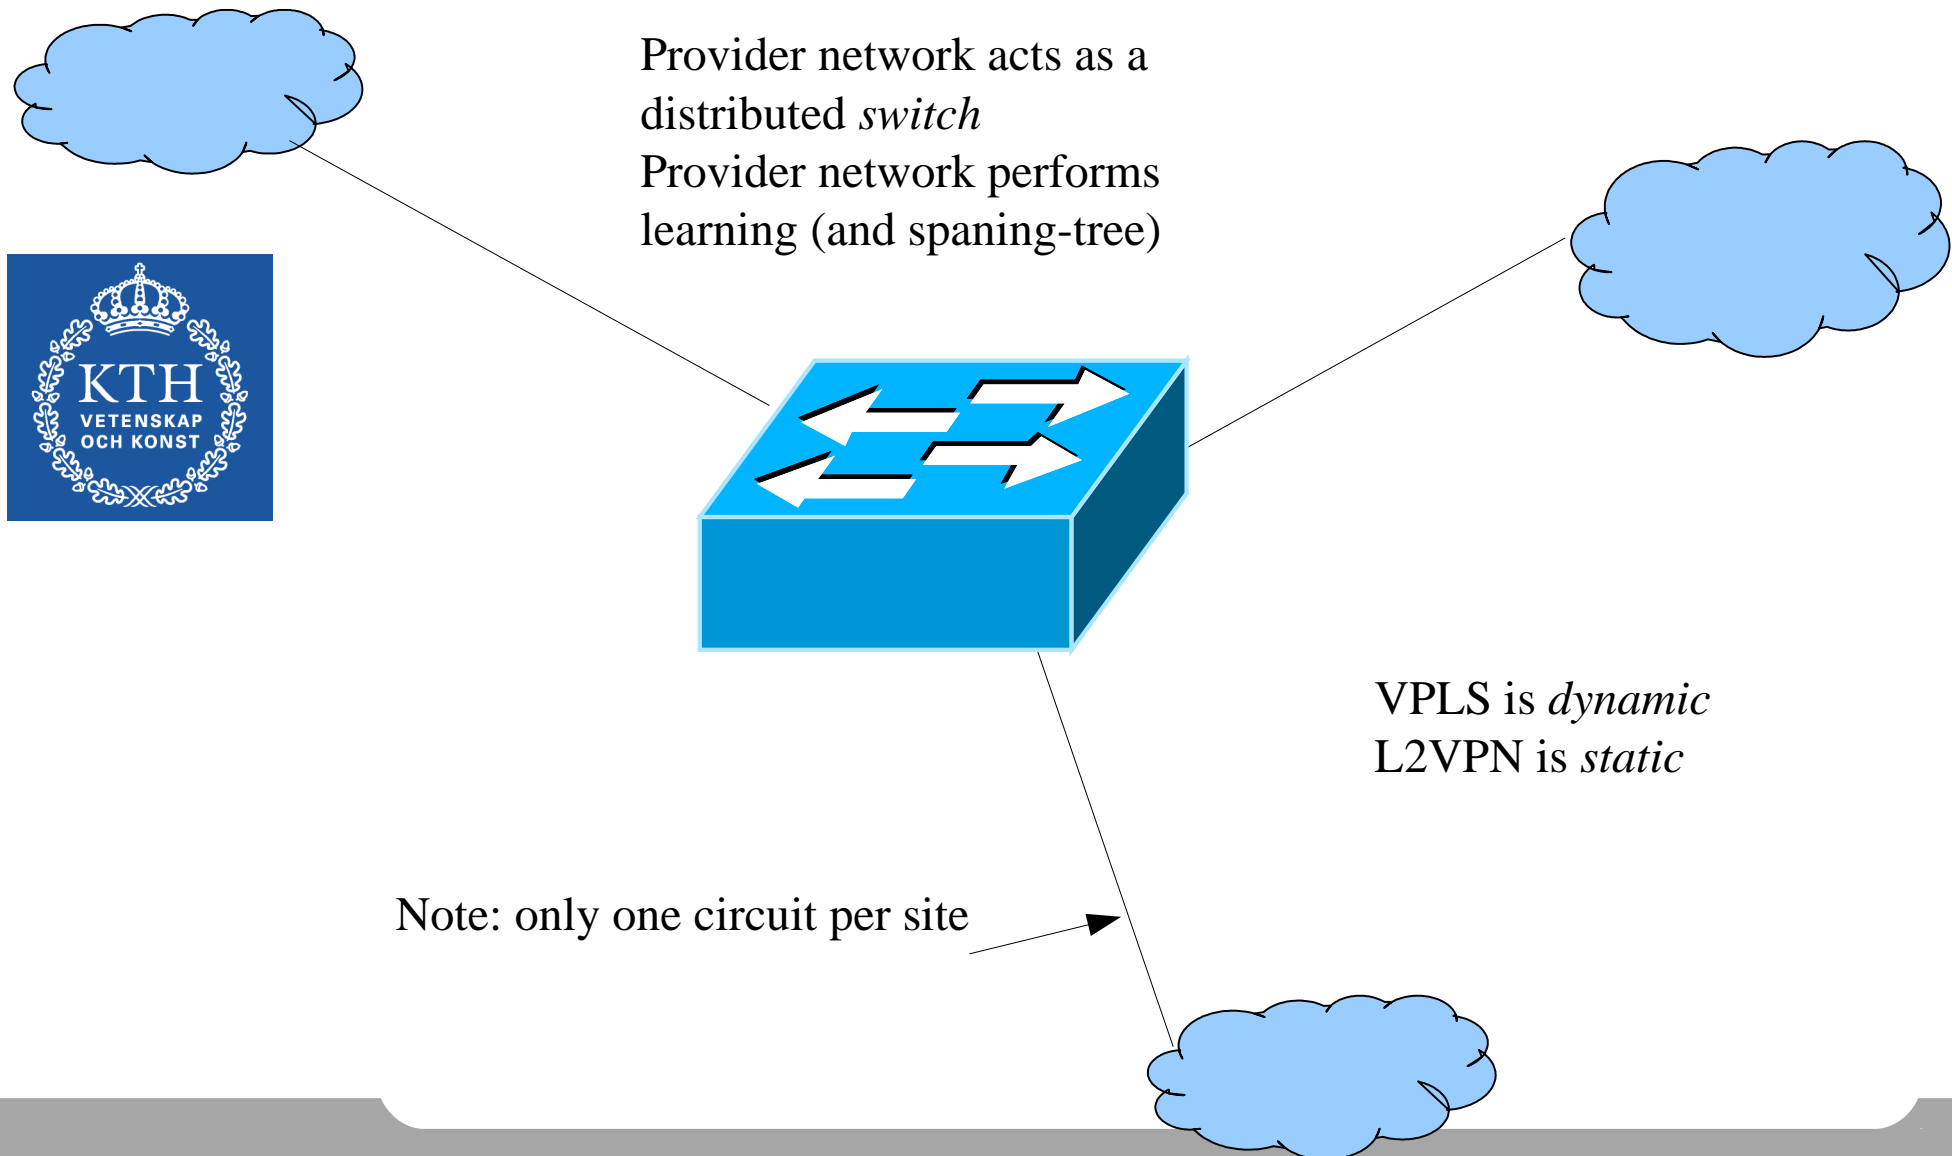 Provider network acts as a
distributed switch
Provider network performs
learning (and spaning-tree)
KTH
VETENSKAP
OCH KONST
VPLS is dynamic
L2VPN is static
Note: only one circuit per site